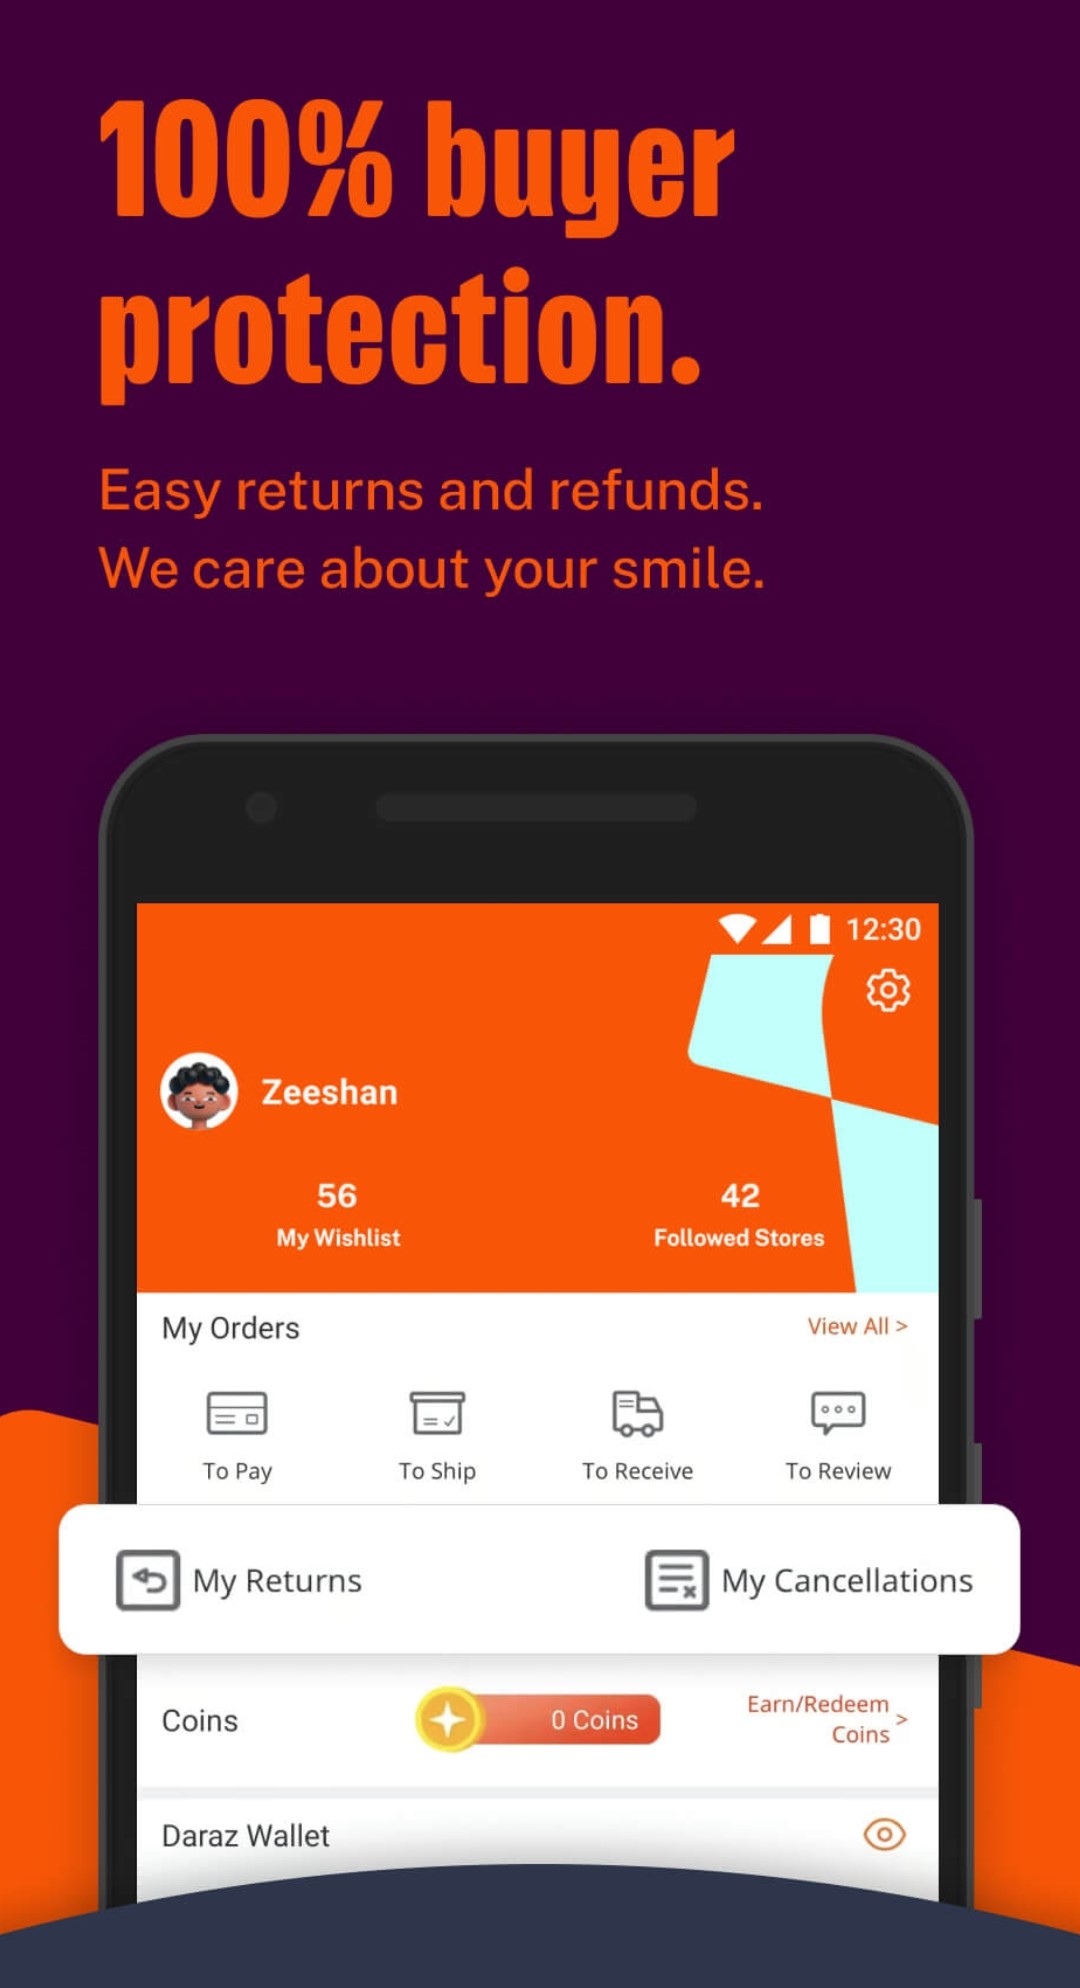 100% buyer
protection.
Easy returns and refunds.
We care about your smile.
12:30
Zeeshan
56
My Wishlist
42
Followed Stores
My Orders
View All >
To Pay
To Ship
To Receive
To Review
My Returns
My Cancellations
Coins
0 Coins
Earn/Redeem
Coins >
Daraz Wallet